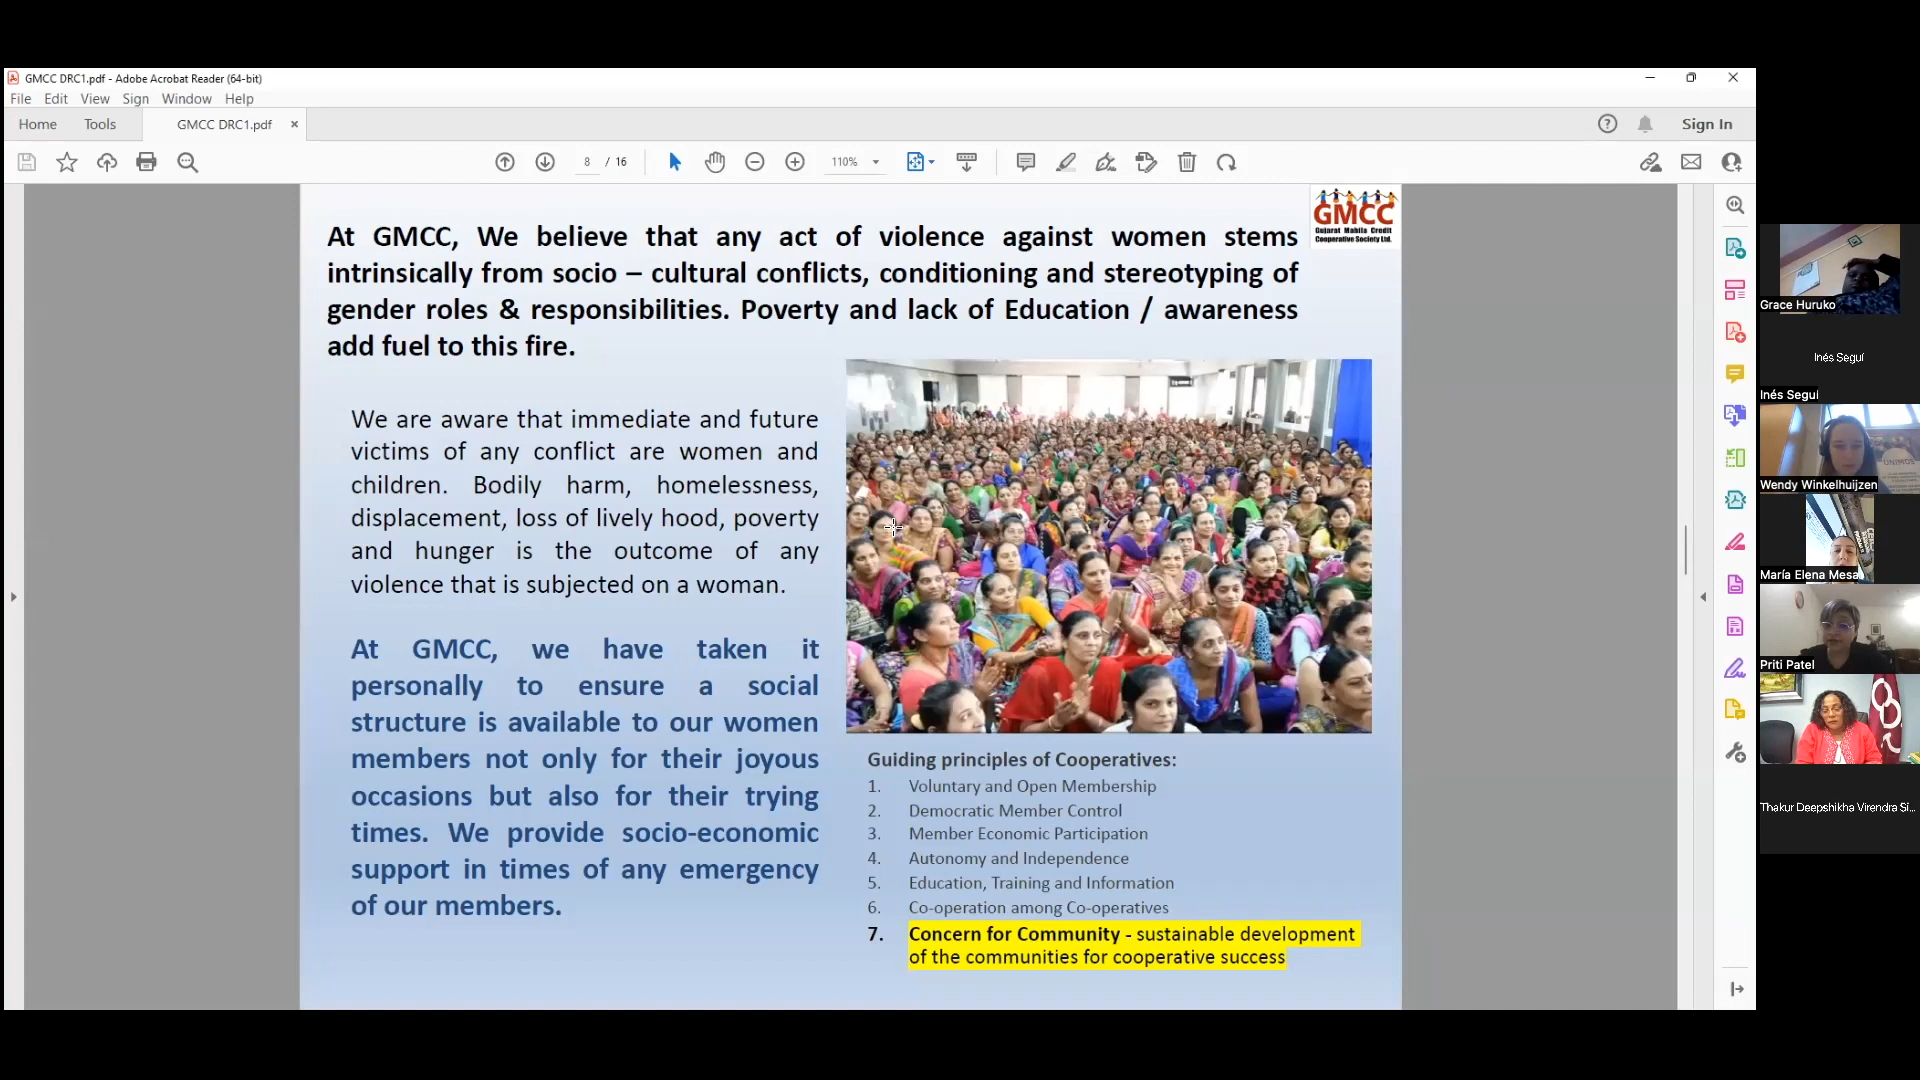 GMCC DRC1.pdf - Adobe Acrobat Reader (64-bit)
File Edit View Sign Window Help
Home Tools GMCC DRC1.pdf × Sign In
8 / 16 110%
GMCC
Gujarat Mahila Credit
Cooperative Society Ltd.
At GMCC, We believe that any act of violence against women stems
intrinsically from socio – cultural conflicts, conditioning and stereotyping of
gender roles & responsibilities. Poverty and lack of Education / awareness
add fuel to this fire.
We are aware that immediate and future
victims of any conflict are women and
children. Bodily harm, homelessness,
displacement, loss of lively hood, poverty
and hunger is the outcome of any
violence that is subjected on a woman.
At GMCC, we have taken it
personally to ensure a social
structure is available to our women
members not only for their joyous
occasions but also for their trying
times. We provide socio-economic
support in times of any emergency
of our members.
Guiding principles of Cooperatives:
1. Voluntary and Open Membership
2. Democratic Member Control
3. Member Economic Participation
4. Autonomy and Independence
5. Education, Training and Information
6. Co-operation among Co-operatives
7. Concern for Community - sustainable development
of the communities for cooperative success
Grace Huruko
Inés Seguí
Inés Seguí
Wendy Winkelhuijzen
María Elena Mesa
Priti Patel
Thakur Deepshikha Virendra Si...